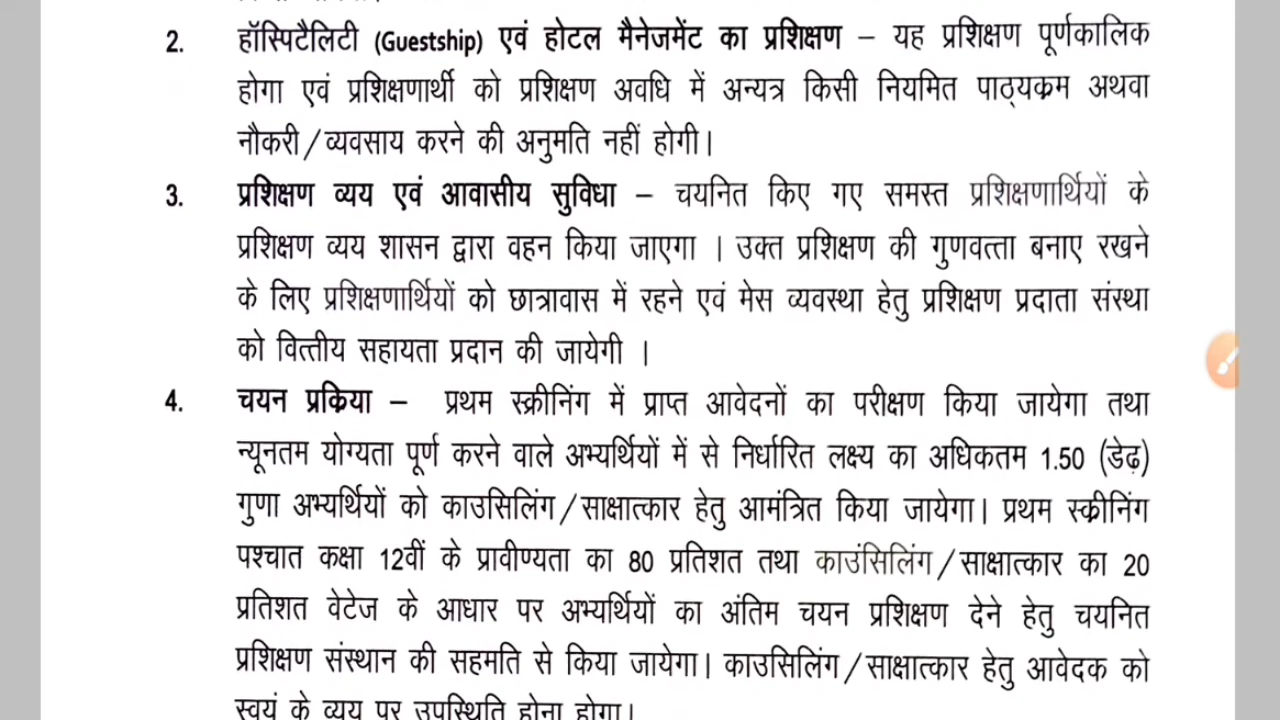 2. हॉस्पिटैलिटी (Guestship) एवं होटल मैनेजमेंट का प्रशिक्षण – यह प्रशिक्षण पूर्णकालिक
होगा एवं प्रशिक्षणार्थी को प्रशिक्षण अवधि में अन्यत्र किसी नियमित पाठ्यक्रम अथवा
नौकरी/व्यवसाय करने की अनुमति नहीं होगी।
3. प्रशिक्षण व्यय एवं आवासीय सुविधा – चयनित किए गए समस्त प्रशिक्षणार्थियों के
प्रशिक्षण व्यय शासन द्वारा वहन किया जाएगा । उक्त प्रशिक्षण की गुणवत्ता बनाए रखने
के लिए प्रशिक्षणार्थियों को छात्रावास में रहने एवं मेस व्यवस्था हेतु प्रशिक्षण प्रदाता संस्था
को वित्तीय सहायता प्रदान की जायेगी ।
4. चयन प्रक्रिया – प्रथम स्क्रीनिंग में प्राप्त आवेदनों का परीक्षण किया जायेगा तथा
न्यूनतम योग्यता पूर्ण करने वाले अभ्यर्थियों में से निर्धारित लक्ष्य का अधिकतम 1.50 (डेढ़)
गुणा अभ्यर्थियों को काउसिलिंग/साक्षात्कार हेतु आमंत्रित किया जायेगा। प्रथम स्क्रीनिंग
पश्चात कक्षा 12वीं के प्रावीण्यता का 80 प्रतिशत तथा काउंसिलिंग/साक्षात्कार का 20
प्रतिशत वेटेज के आधार पर अभ्यर्थियों का अंतिम चयन प्रशिक्षण देने हेतु चयनित
प्रशिक्षण संस्थान की सहमति से किया जायेगा। काउसिलिंग/साक्षात्कार हेतु आवेदक को
स्वयं के व्यय पर उपस्थिति होना होगा।